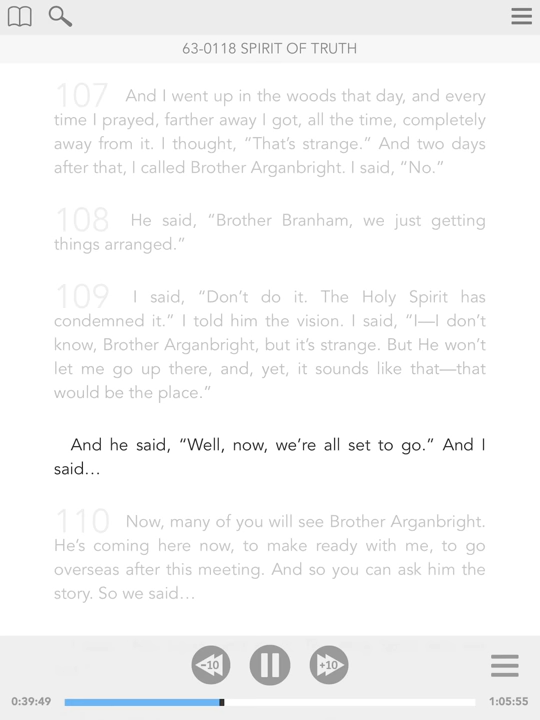 63-0118 SPIRIT OF TRUTH
107 And I went up in the woods that day, and every
time I prayed, farther away I got, all the time, completely
away from it. I thought, “That’s strange.” And two days
after that, I called Brother Arganbright. I said, “No.”
108 He said, “Brother Branham, we just getting
things arranged.”
109 I said, “Don’t do it. The Holy Spirit has
condemned it.” I told him the vision. I said, “I—I don’t
know, Brother Arganbright, but it’s strange. But He won’t
let me go up there, and, yet, it sounds like that—that
would be the place.”
And he said, “Well, now, we’re all set to go.” And I
said…
110 Now, many of you will see Brother Arganbright.
He’s coming here now, to make ready with me, to go
overseas after this meeting. And so you can ask him the
story. So we said…
-10 +10
0:39:49 1:05:55